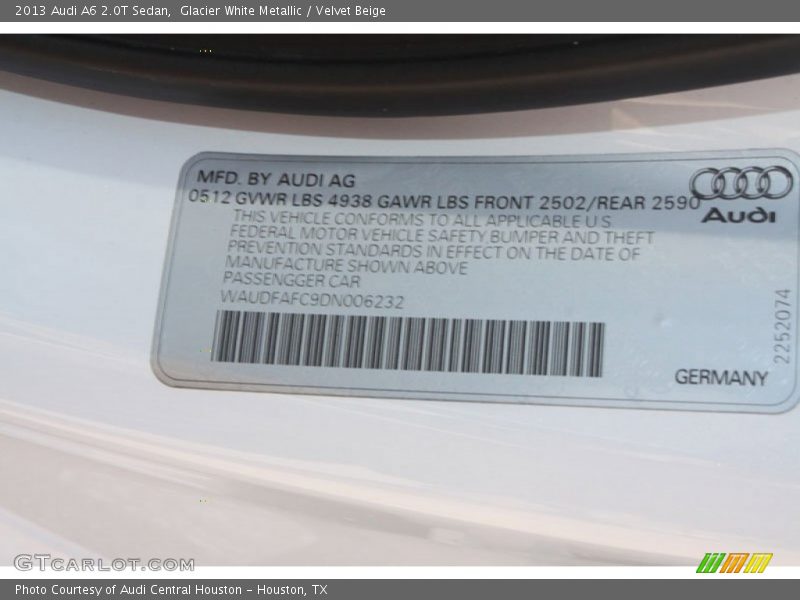 2013 Audi A6 2.0T Sedan,  Glacier White Metallic / Velvet Beige
MFD. BY AUDI AG
0512 GVWR LBS 4938 GAWR LBS FRONT 2502/REAR 2590
THIS VEHICLE CONFORMS TO ALL APPLICABLE U S
FEDERAL MOTOR VEHICLE SAFETY BUMPER AND THEFT
PREVENTION STANDARDS IN EFFECT ON THE DATE OF
MANUFACTURE SHOWN ABOVE
PASSENGGER CAR
WAUDFAFC9DN006232
Audi
2252074
GERMANY
GTCARLOT.COM
Photo Courtesy of Audi Central Houston - Houston, TX